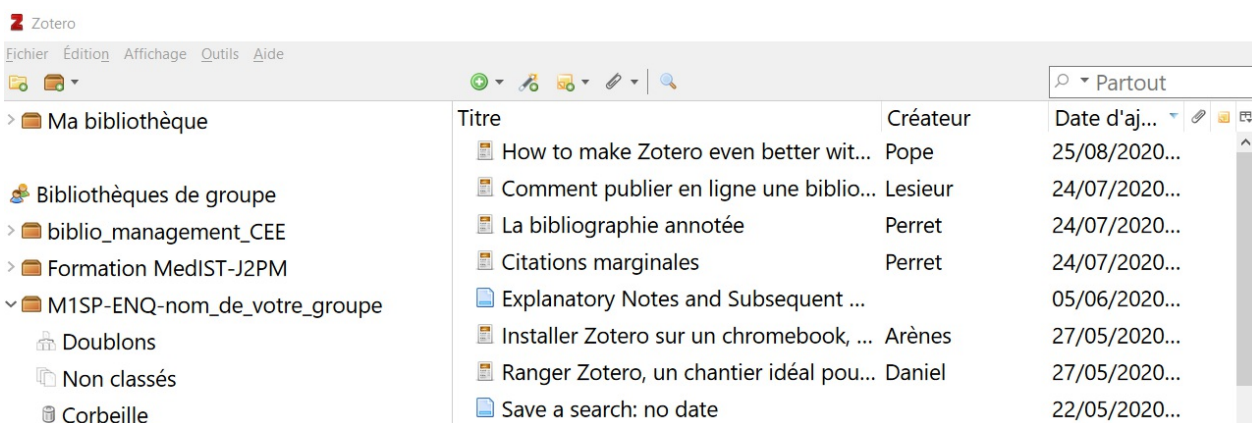 Zotero
Fichier Édition Affichage Outils Aide
Partout
Ma bibliothèque
Bibliothèques de groupe
biblio_management_CEE
Formation MedIST-J2PM
M1SP-ENQ-nom_de_votre_groupe
Doublons
Non classés
Corbeille
Titre Créateur Date d'aj...
How to make Zotero even better wit... Pope 25/08/2020...
Comment publier en ligne une biblio... Lesieur 24/07/2020...
La bibliographie annotée Perret 24/07/2020...
Citations marginales Perret 24/07/2020...
Explanatory Notes and Subsequent ... 05/06/2020...
Installer Zotero sur un chromebook, ... Arènes 27/05/2020...
Ranger Zotero, un chantier idéal pou... Daniel 27/05/2020...
Save a search: no date 22/05/2020...